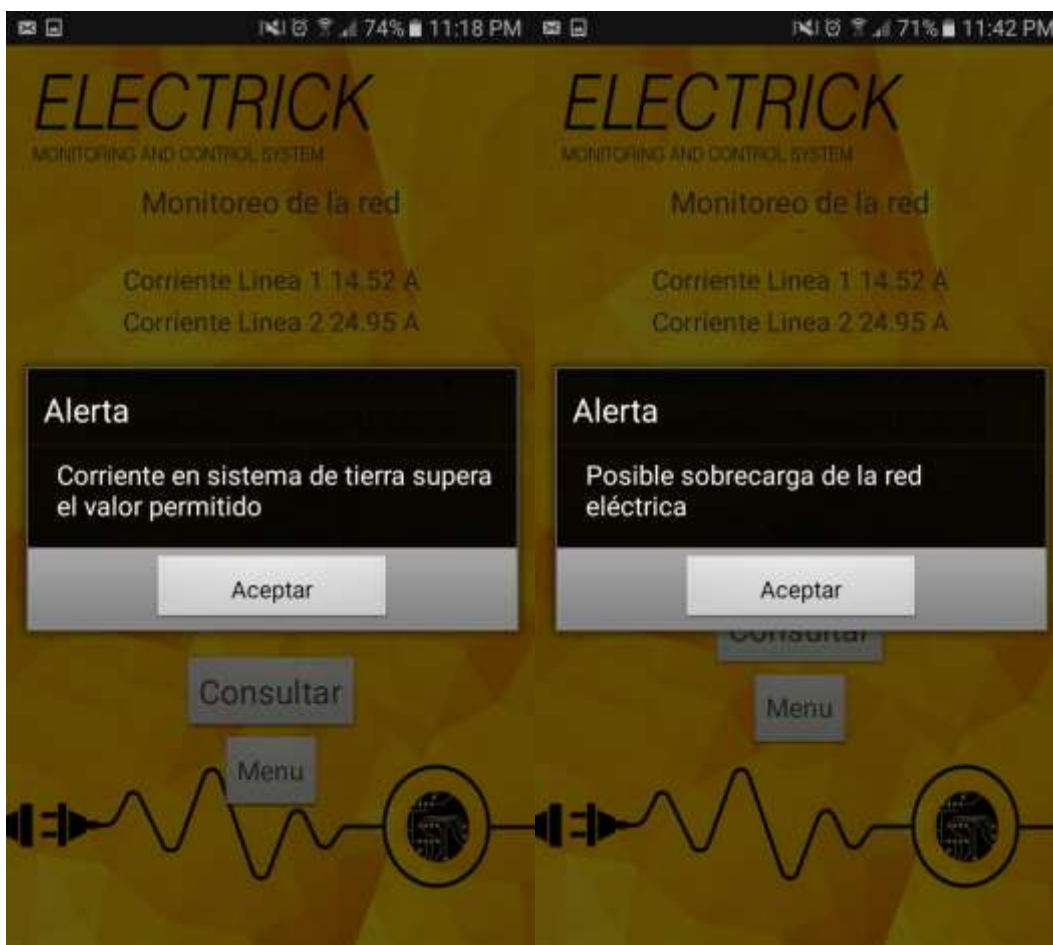 74% 11:18 PM
ELECTRICK
MONITORING AND CONTROL SYSTEM
Monitoreo de la red
Corriente Linea 1 14.52 A
Corriente Linea 2 24.95 A
Alerta
Corriente en sistema de tierra supera
el valor permitido
Aceptar
Consultar
Menu
71% 11:42 PM
ELECTRICK
MONITORING AND CONTROL SYSTEM
Monitoreo de la red
Corriente Linea 1 14.52 A
Corriente Linea 2 24.95 A
Alerta
Posible sobrecarga de la red
eléctrica
Aceptar
Consultar
Menu